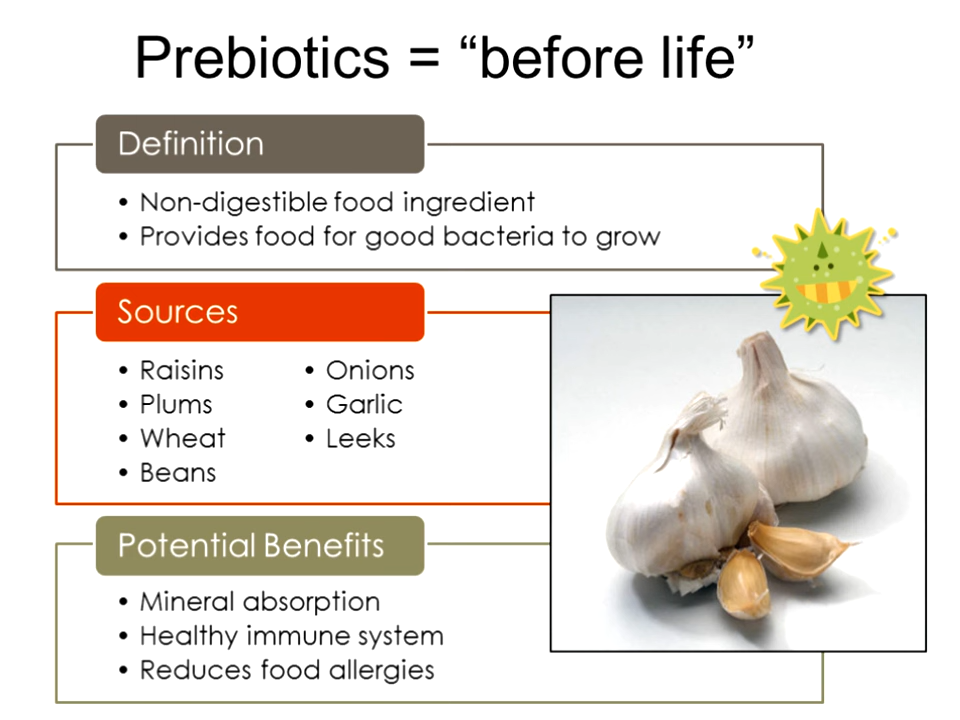 Prebiotics = “before life”
Definition
• Non-digestible food ingredient
• Provides food for good bacteria to grow
Sources
• Raisins
• Plums
• Wheat
• Beans
• Onions
• Garlic
• Leeks
Potential Benefits
• Mineral absorption
• Healthy immune system
• Reduces food allergies